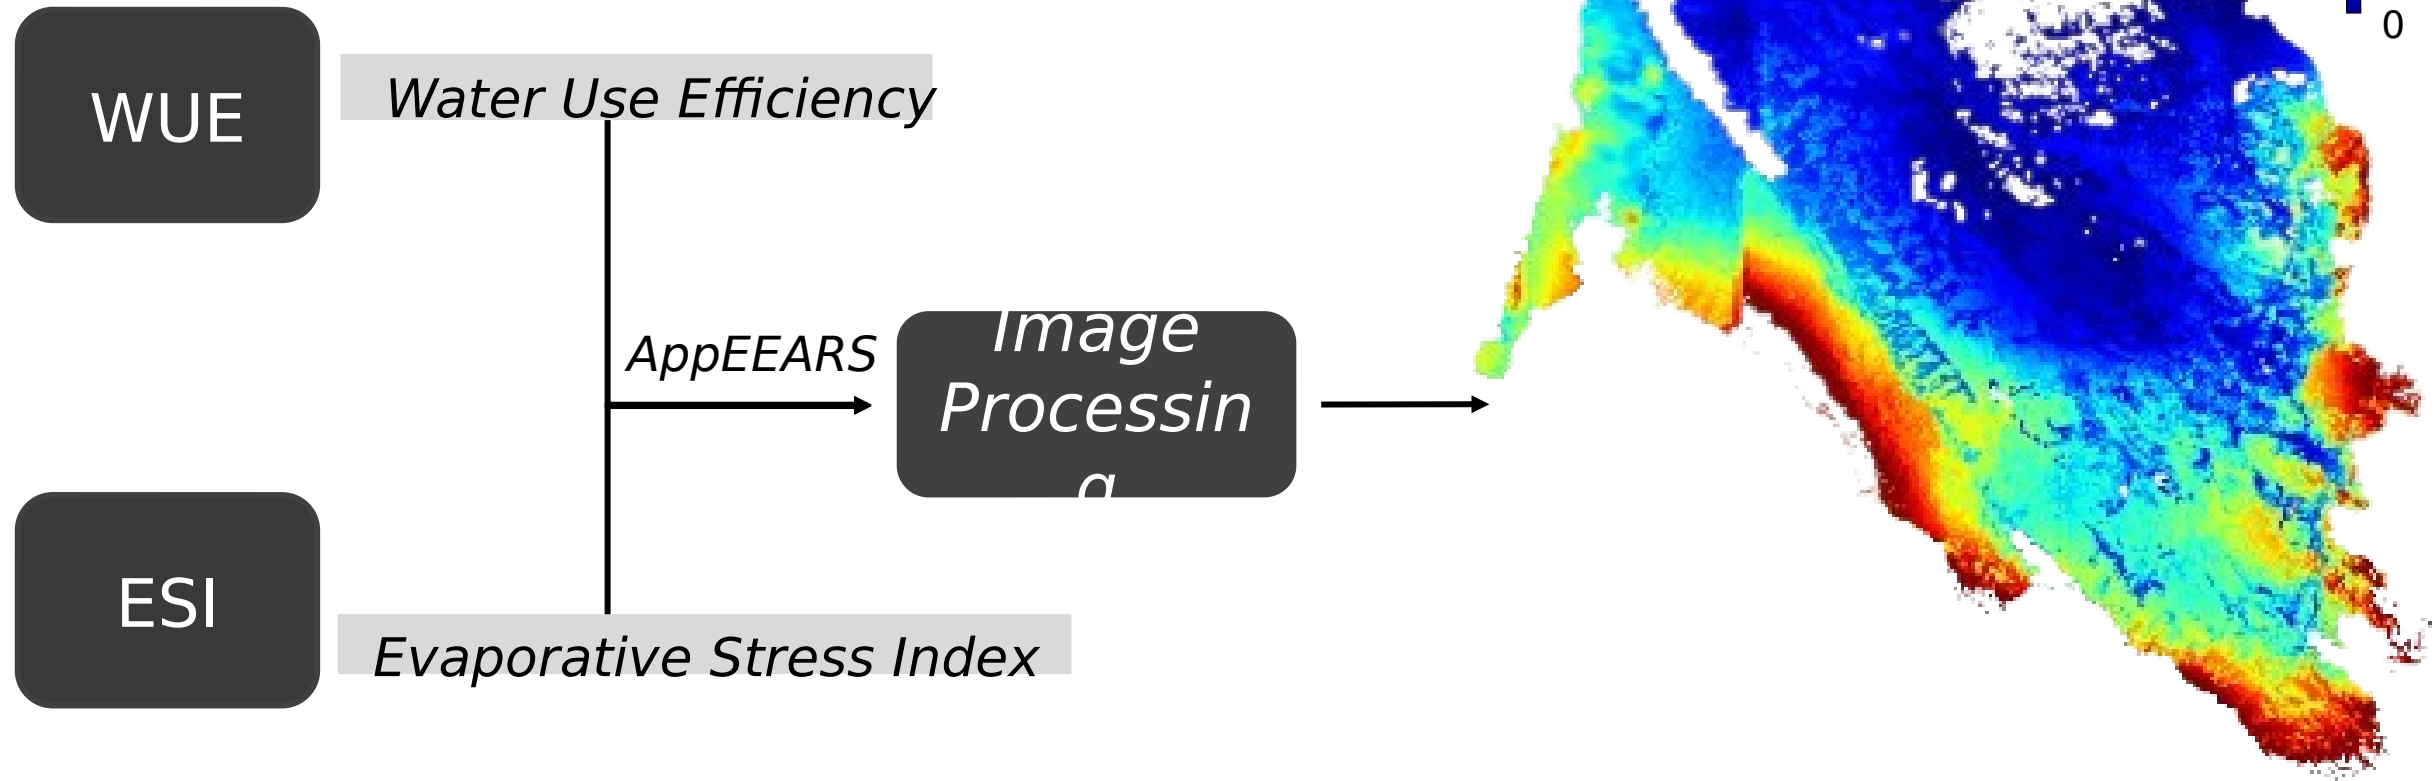 WUE
Water Use Efficiency
0
AppEEARS
Image
Processin
g
ESI
Evaporative Stress Index